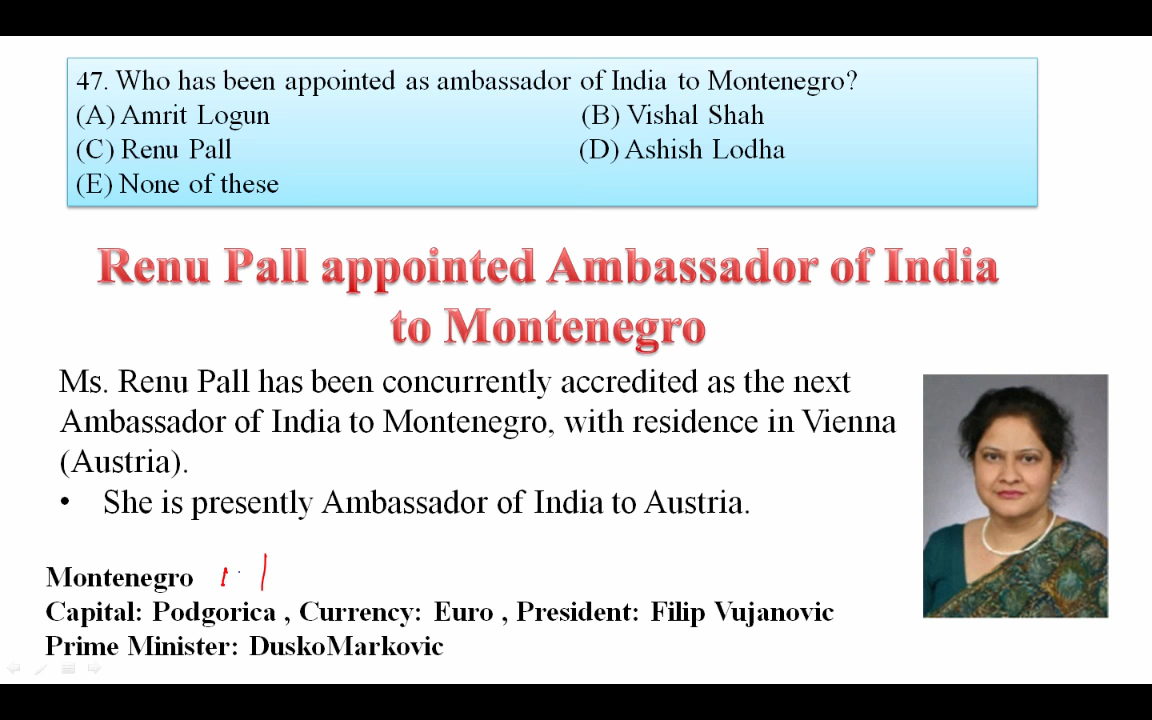 47. Who has been appointed as ambassador of India to Montenegro?
(A) Amrit Logun (B) Vishal Shah
(C) Renu Pall (D) Ashish Lodha
(E) None of these
Renu Pall appointed Ambassador of India
to Montenegro
Ms. Renu Pall has been concurrently accredited as the next
Ambassador of India to Montenegro, with residence in Vienna
(Austria).
• She is presently Ambassador of India to Austria.
Montenegro
Capital: Podgorica , Currency: Euro , President: Filip Vujanovic
Prime Minister: DuskoMarkovic